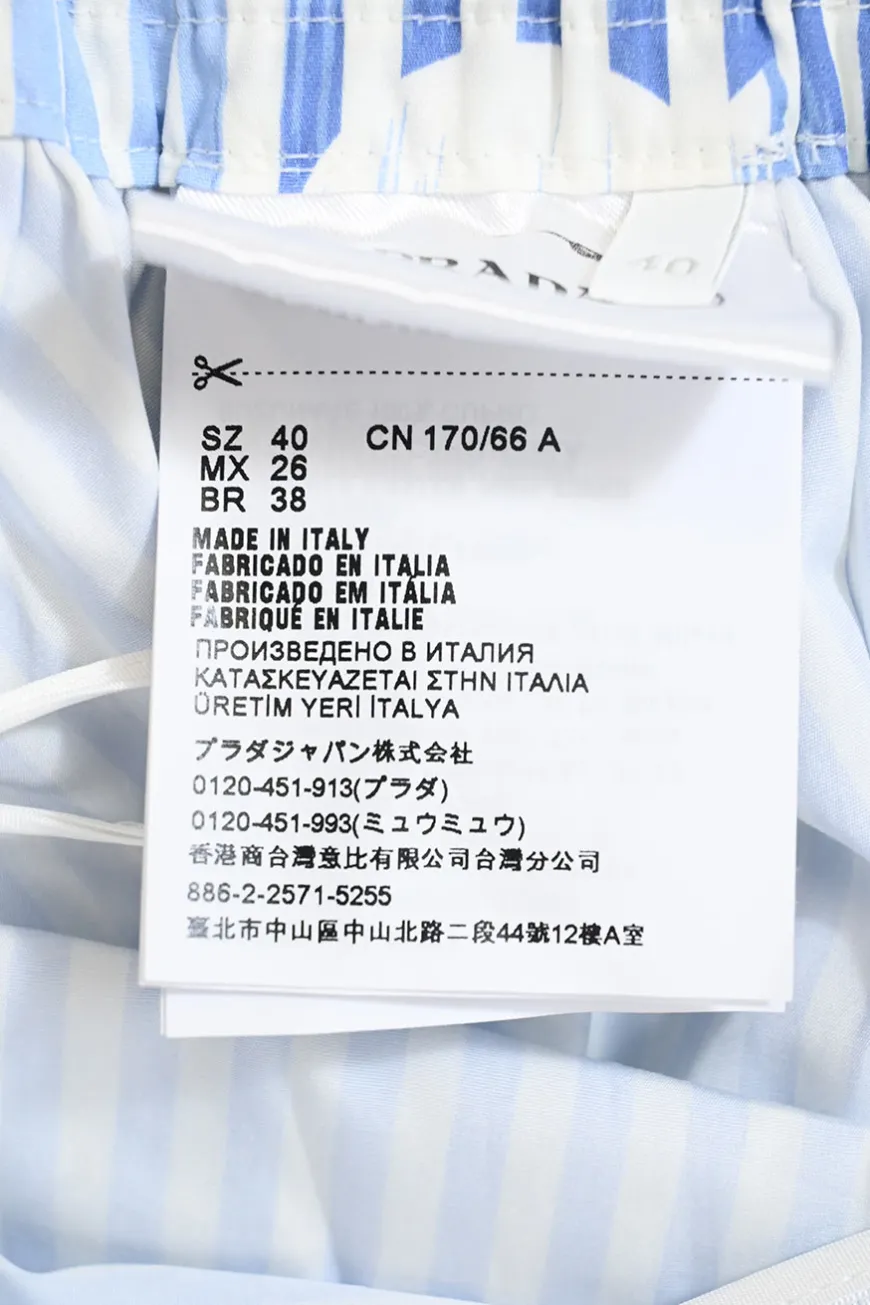 PRADA
40
SZ 40 CN 170/66 A
MX 26
BR 38
MADE IN ITALY
FABRICADO EN ITALIA
FABRICADO EM ITÁLIA
FABRIQUÉ EN ITALIE
ПРОИЗВЕДЕНО В ИТАЛИЯ
ΚΑΤΑΣΚΕΥΑΖΕΤΑΙ ΣΤΗΝ ΙΤΑΛΙΑ
ÜRETİM YERİ İTALYA
プラダジャパン株式会社
0120-451-913(プラダ)
0120-451-993(ミュウミュウ)
香港商台灣意比有限公司台灣分公司
886-2-2571-5255
臺北市中山區中山北路二段44號12樓A室